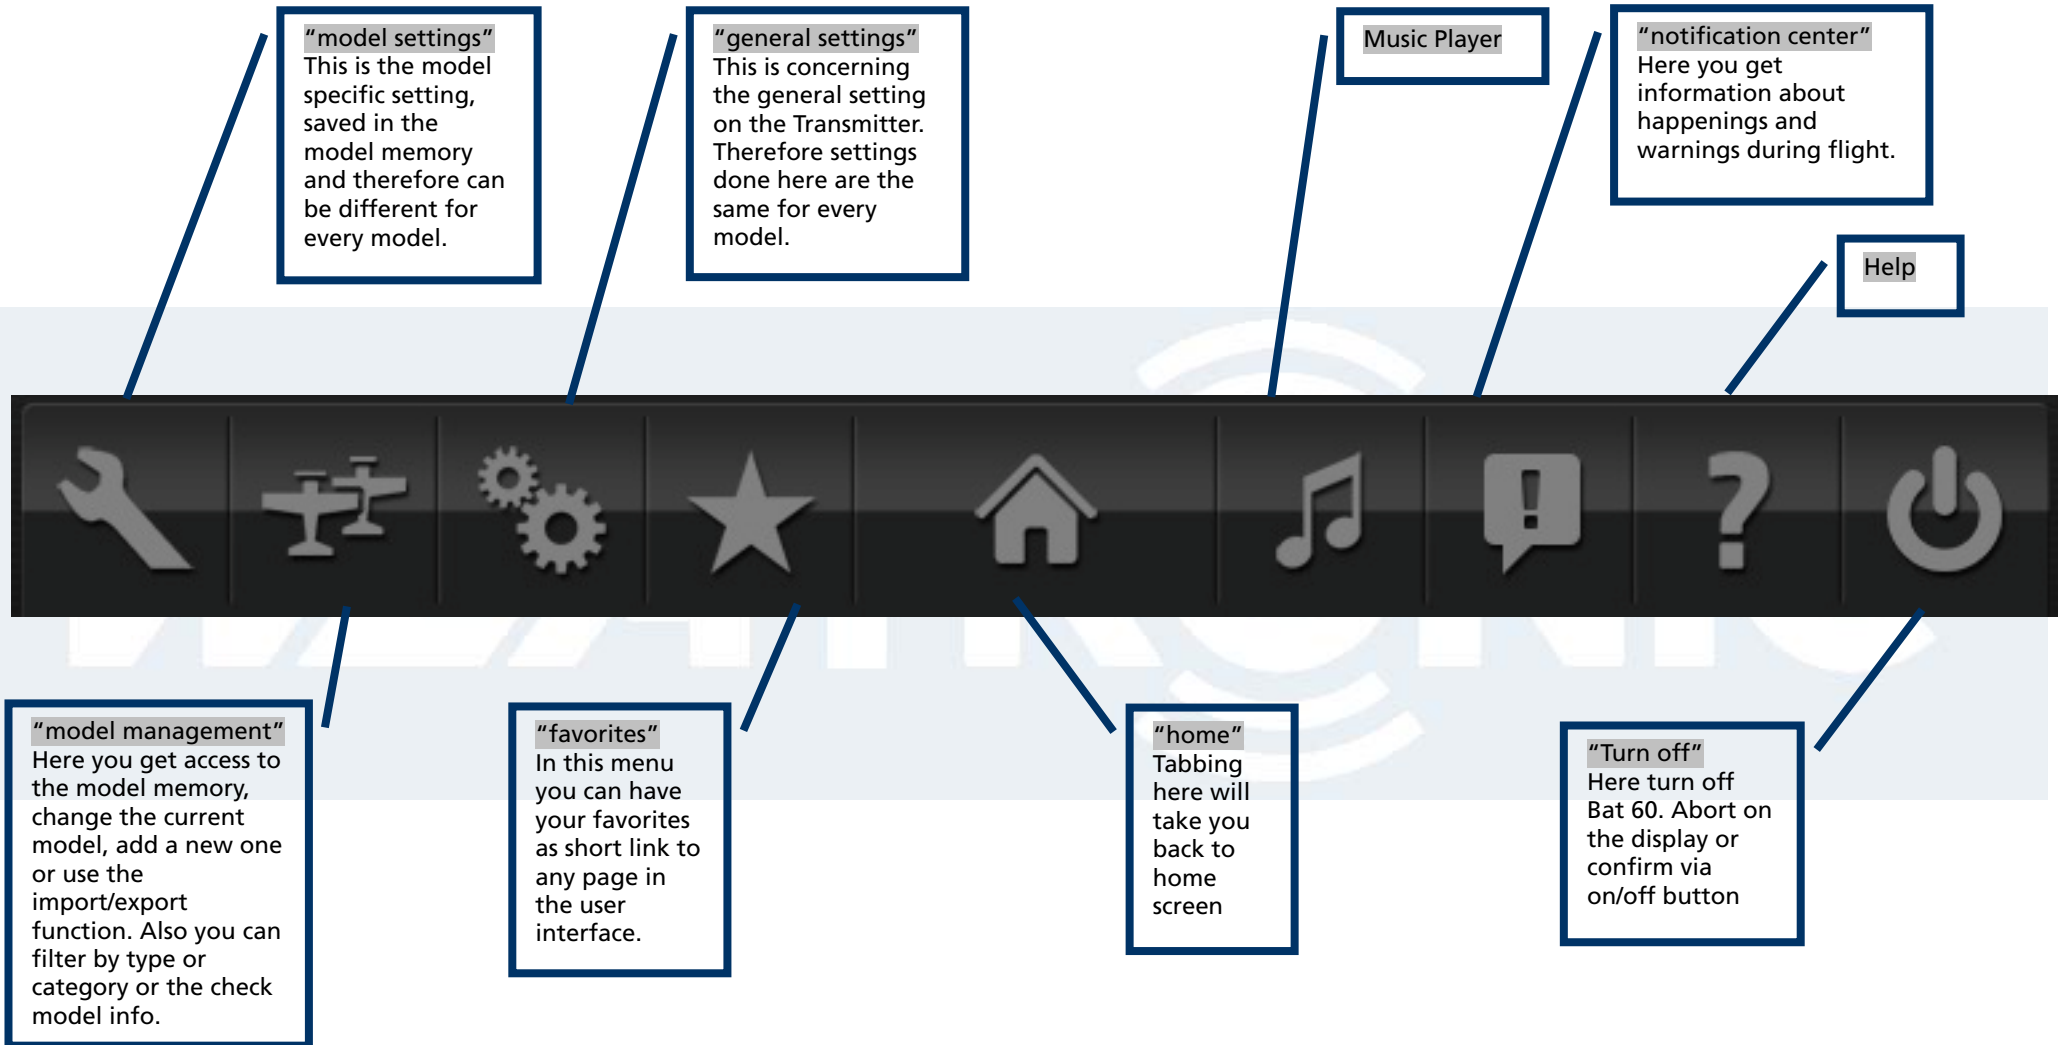 “model settings”
This is the model
specific setting,
saved in the
model memory
and therefore can
be different for
every model.
“general settings”
This is concerning
the general setting
on the Transmitter.
Therefore settings
done here are the
same for every
model.
Music Player
“notification center”
Here you get
information about
happenings and
warnings during flight.
Help
“model management”
Here you get access to
the model memory,
change the current
model, add a new one
or use the
import/export
function. Also you can
filter by type or
category or the check
model info.
“favorites”
In this menu
you can have
your favorites
as short link to
any page in
the user
interface.
“home”
Tabbing
here will
take you
back to
home
screen
“Turn off”
Here turn off
Bat 60. Abort on
the display or
confirm via
on/off button